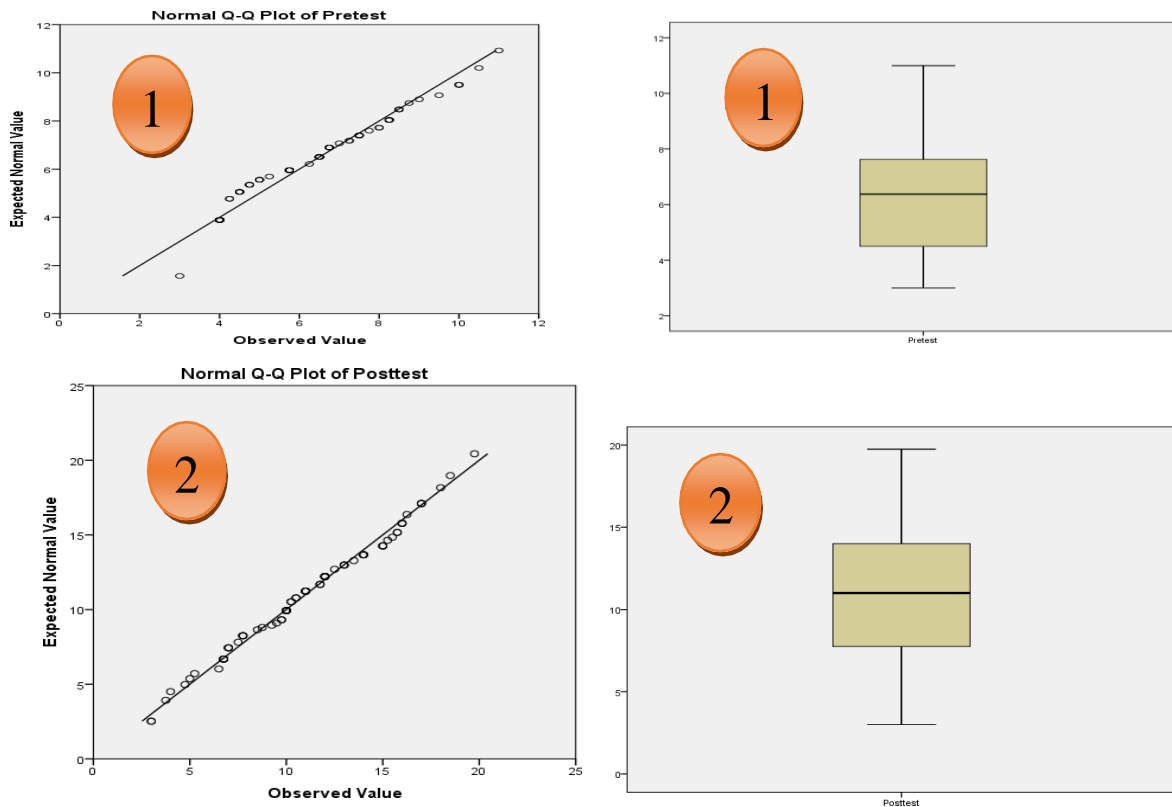 Normal Q-Q Plot of Pretest
12
10
8
6
4
2
0
Expected Normal Value
1
0 2 4 6 8 10 12
Observed Value
12
10
8
6
4
2
1
Pretest
Normal Q-Q Plot of Posttest
25
20
15
10
5
0
Expected Normal Value
2
0 5 10 15 20 25
Observed Value
20
15
10
5
0
2
Posttest